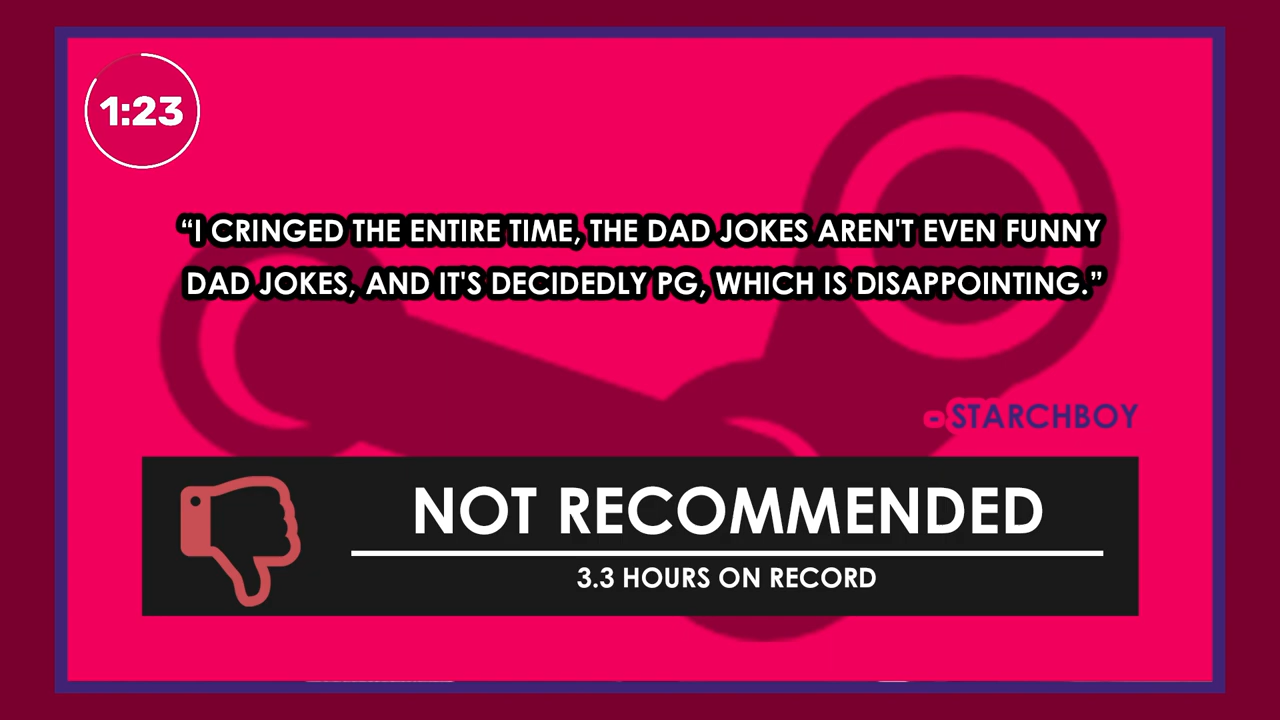 1:23
“I CRINGED THE ENTIRE TIME, THE DAD JOKES AREN'T EVEN FUNNY
DAD JOKES, AND IT'S DECIDEDLY PG, WHICH IS DISAPPOINTING.”
- STARCHBOY
NOT RECOMMENDED
3.3 HOURS ON RECORD